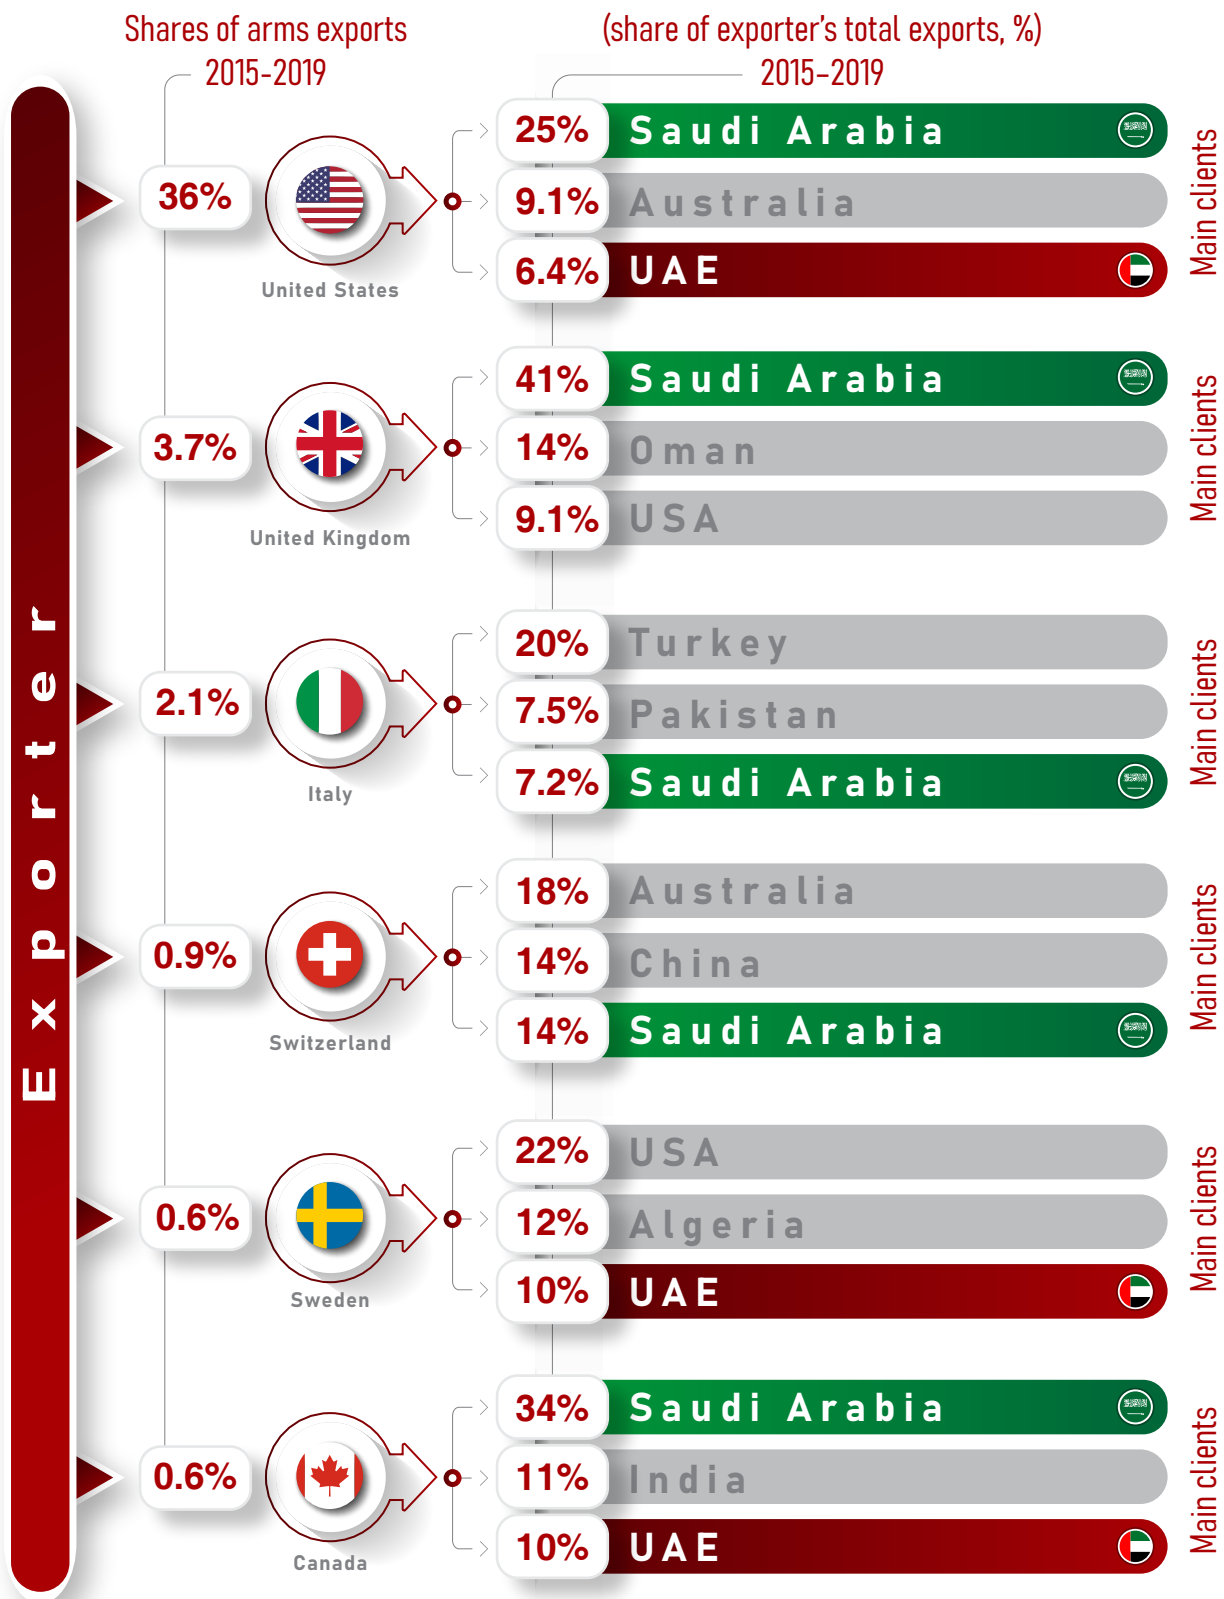 Shares of arms exports
2015-2019
(share of exporter's total exports, %)
2015-2019
Exporter
36%
United States
25% Saudi Arabia
9.1% Australia
6.4% UAE
Main clients
3.7%
United Kingdom
41% Saudi Arabia
14% Oman
9.1% USA
Main clients
2.1%
Italy
20% Turkey
7.5% Pakistan
7.2% Saudi Arabia
Main clients
0.9%
Switzerland
18% Australia
14% China
14% Saudi Arabia
Main clients
0.6%
Sweden
22% USA
12% Algeria
10% UAE
Main clients
0.6%
Canada
34% Saudi Arabia
11% India
10% UAE
Main clients